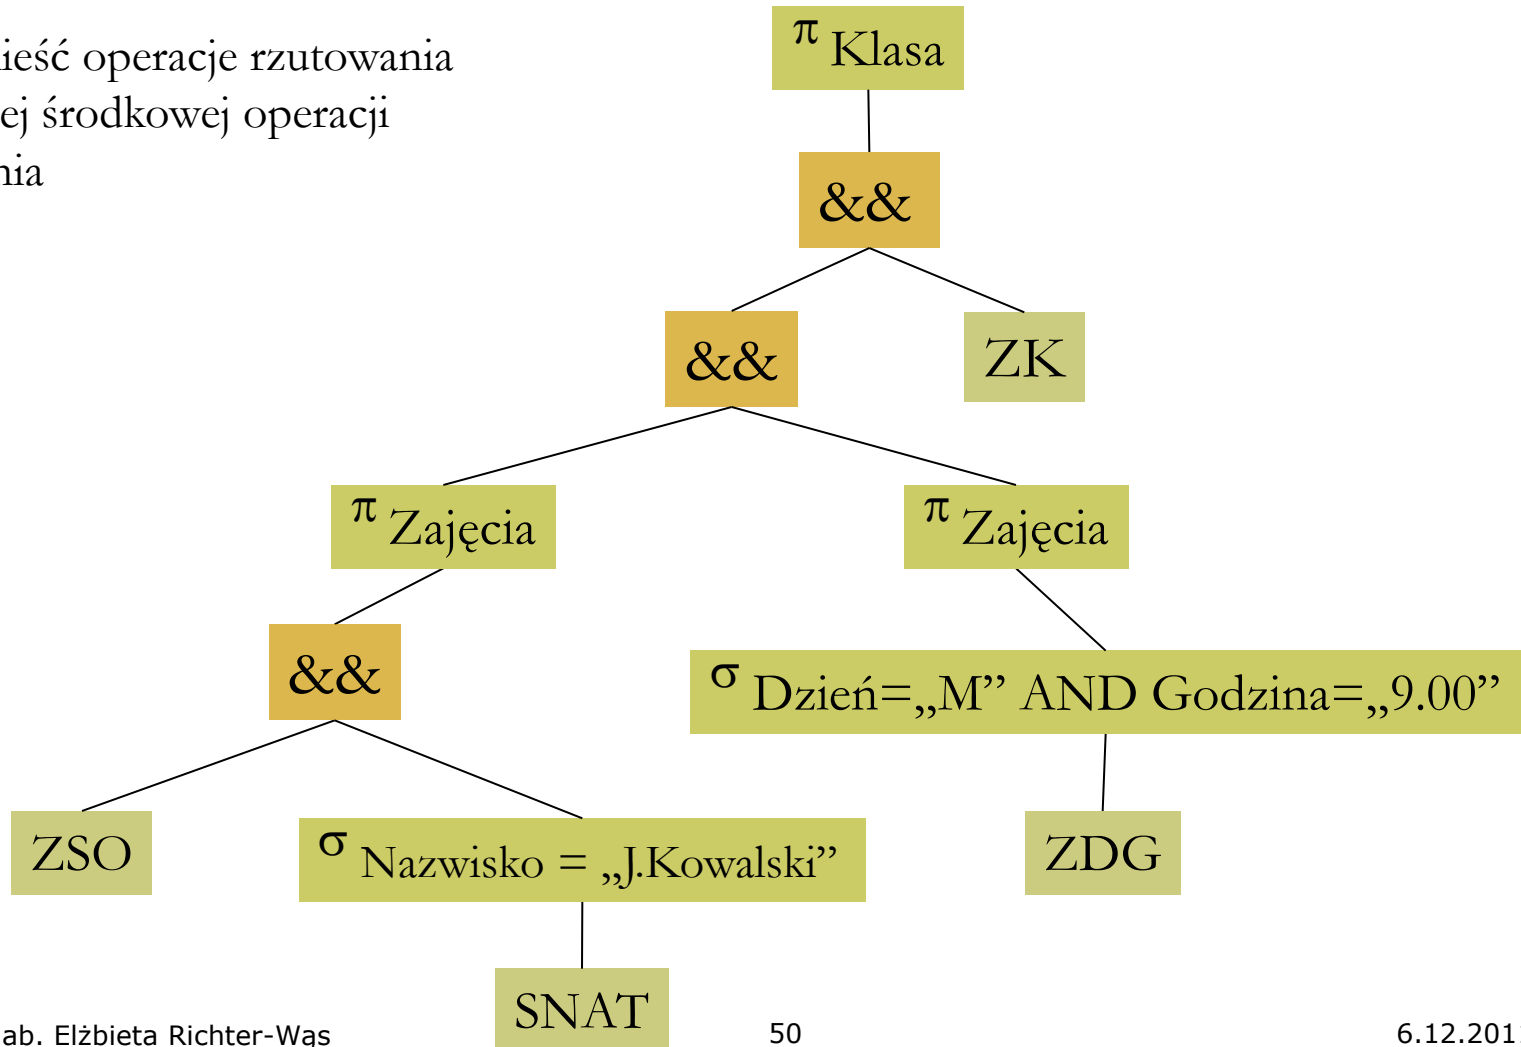 ieść operacje rzutowania
ej środkowej operacji
nia
π Klasa
&&
&&
ZK
π Zajęcia
π Zajęcia
&&
σ Dzień=„M” AND Godzina=„9.00”
ZSO
σ Nazwisko = „J.Kowalski”
ZDG
SNAT
ab. Elżbieta Richter-Wąs
50
6.12.201